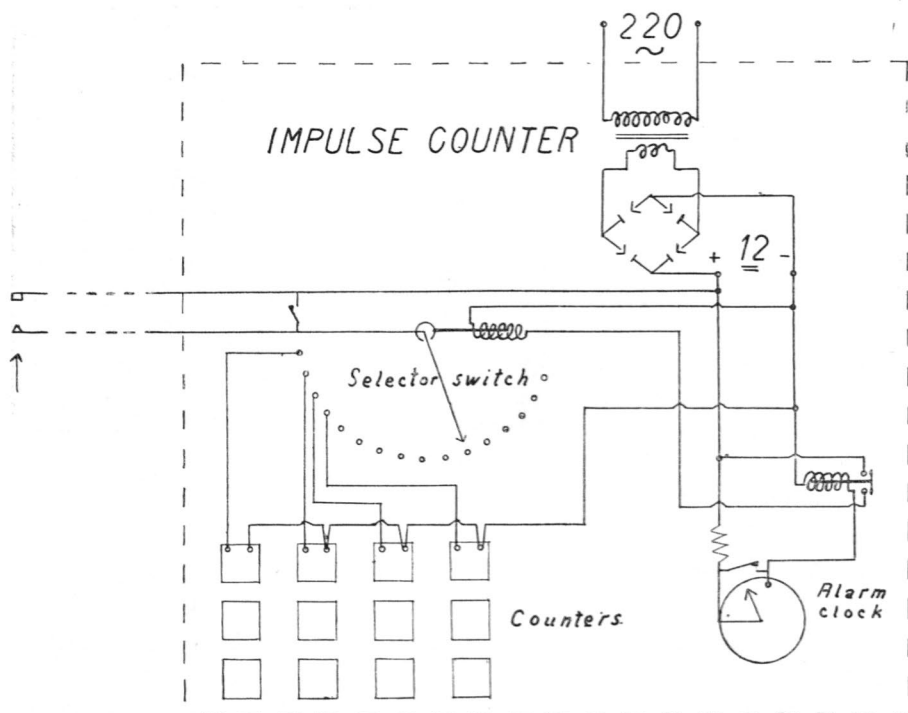 220
~
IMPULSE COUNTER
+ 12 -
Selector switch
Alarm
clock
Counters